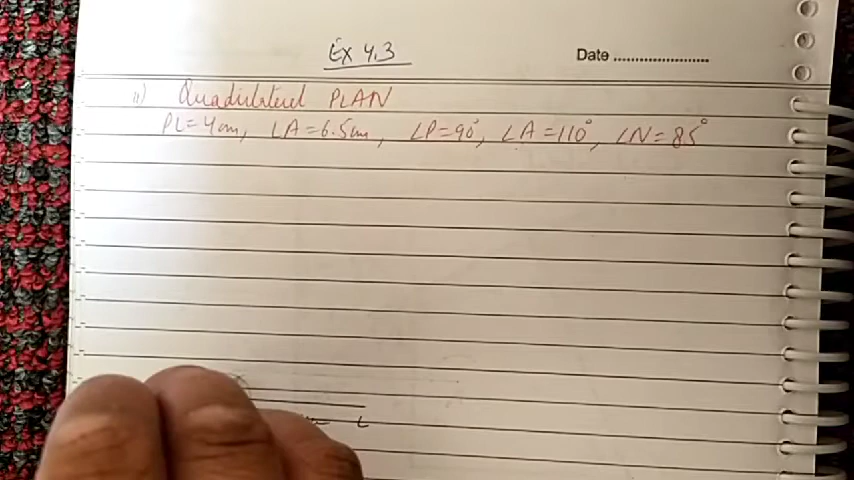 Ex 4.3
Date ........................
ii) Quadrilateral PLAN
PL=4cm, LA=6.5cm, ∠P=90°, ∠A=110°, ∠N=85°
L